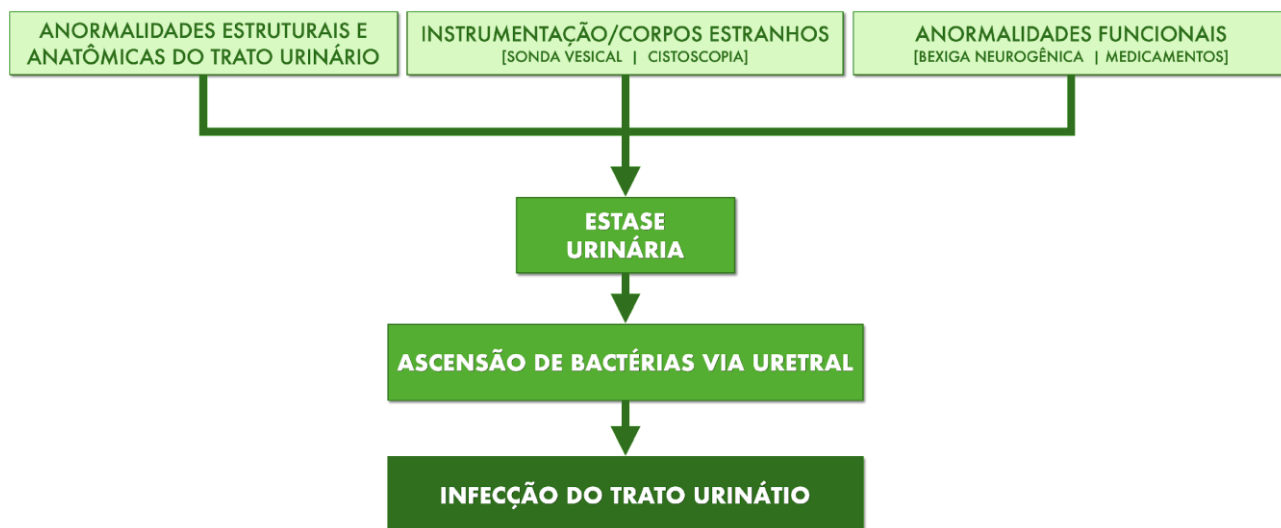 ANORMALIDADES ESTRUTURAIS E
ANATÔMICAS DO TRATO URINÁRIO
INSTRUMENTAÇÃO/CORPOS ESTRANHOS
[SONDA VESICAL | CISTOSCOPIA]
ANORMALIDADES FUNCIONAIS
[BEXIGA NEUROGÊNICA | MEDICAMENTOS]
ESTASE
URINÁRIA
ASCENSÃO DE BACTÉRIAS VIA URETRAL
INFECÇÃO DO TRATO URINÁTIO